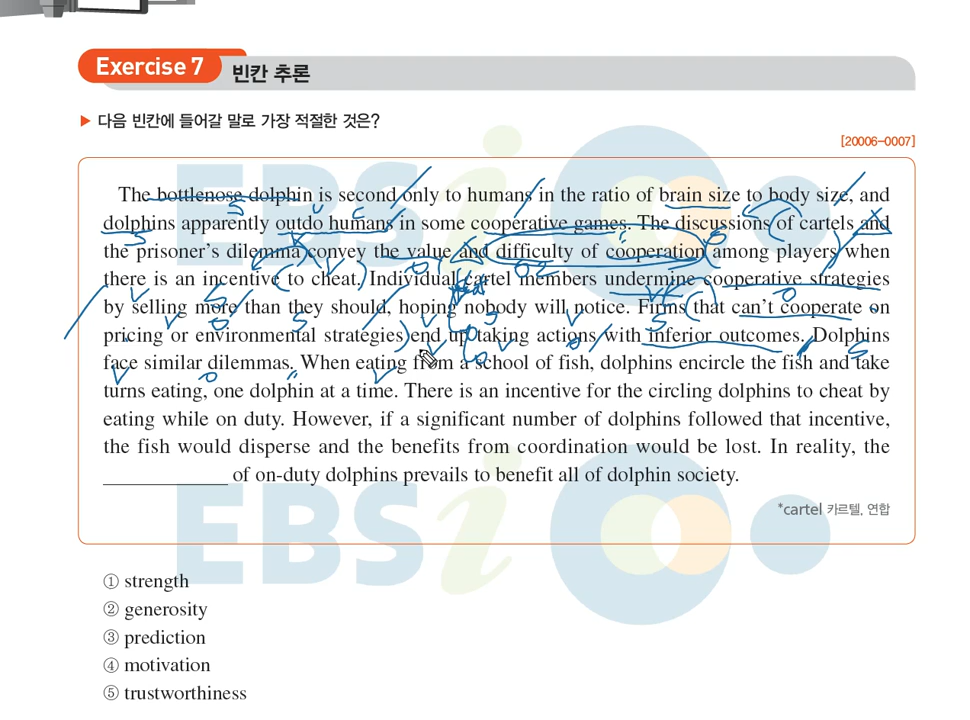 Exercise 7 빈칸 추론
▶ 다음 빈칸에 들어갈 말로 가장 적절한 것은?
[20006-0007]
The bottlenose dolphin is second only to humans in the ratio of brain size to body size, and
dolphins apparently outdo humans in some cooperative games. The discussions of cartels and
the prisoner's dilemma convey the value and difficulty of cooperation among players when
there is an incentive to cheat. Individual cartel members undermine cooperative strategies
by selling more than they should, hoping nobody will notice. Firms that can't cooperate on
pricing or environmental strategies end up taking actions with inferior outcomes. Dolphins
face similar dilemmas. When eating from a school of fish, dolphins encircle the fish and take
turns eating, one dolphin at a time. There is an incentive for the circling dolphins to cheat by
eating while on duty. However, if a significant number of dolphins followed that incentive,
the fish would disperse and the benefits from coordination would be lost. In reality, the
____________ of on-duty dolphins prevails to benefit all of dolphin society.
*cartel 카르텔, 연합
① strength
② generosity
③ prediction
④ motivation
⑤ trustworthiness